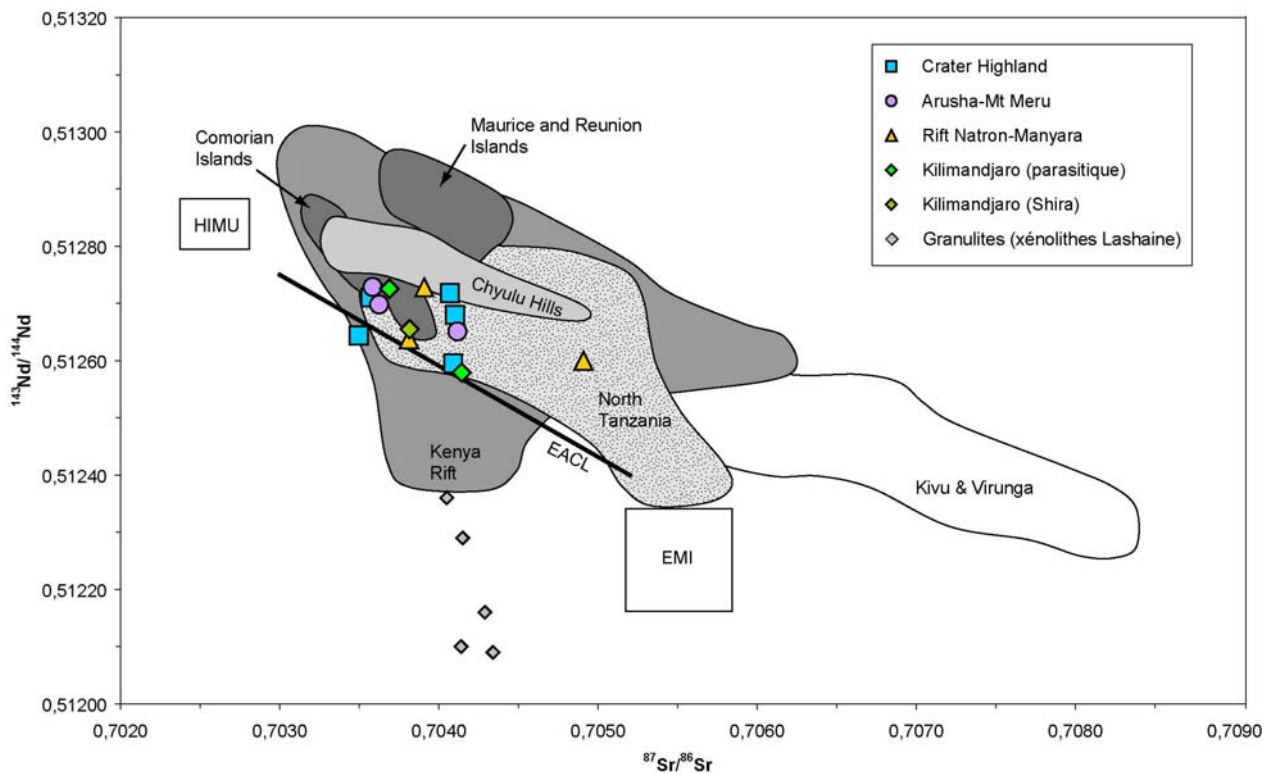 0,51320
0,51300
0,51280
0,51260
0,51240
0,51220
0,51200
¹⁴³Nd/¹⁴⁴Nd
0,7020
0,7030
0,7040
0,7050
0,7060
0,7070
0,7080
0,7090
⁸⁷Sr/⁸⁶Sr
Crater Highland
Arusha-Mt Meru
Rift Natron-Manyara
Kilimandjaro (parasitique)
Kilimandjaro (Shira)
Granulites (xénolithes Lashaine)
Comorian
Islands
Maurice and Reunion
Islands
HIMU
Chyulu Hills
North
Tanzania
Kenya
Rift
EACL
Kivu & Virunga
EMI